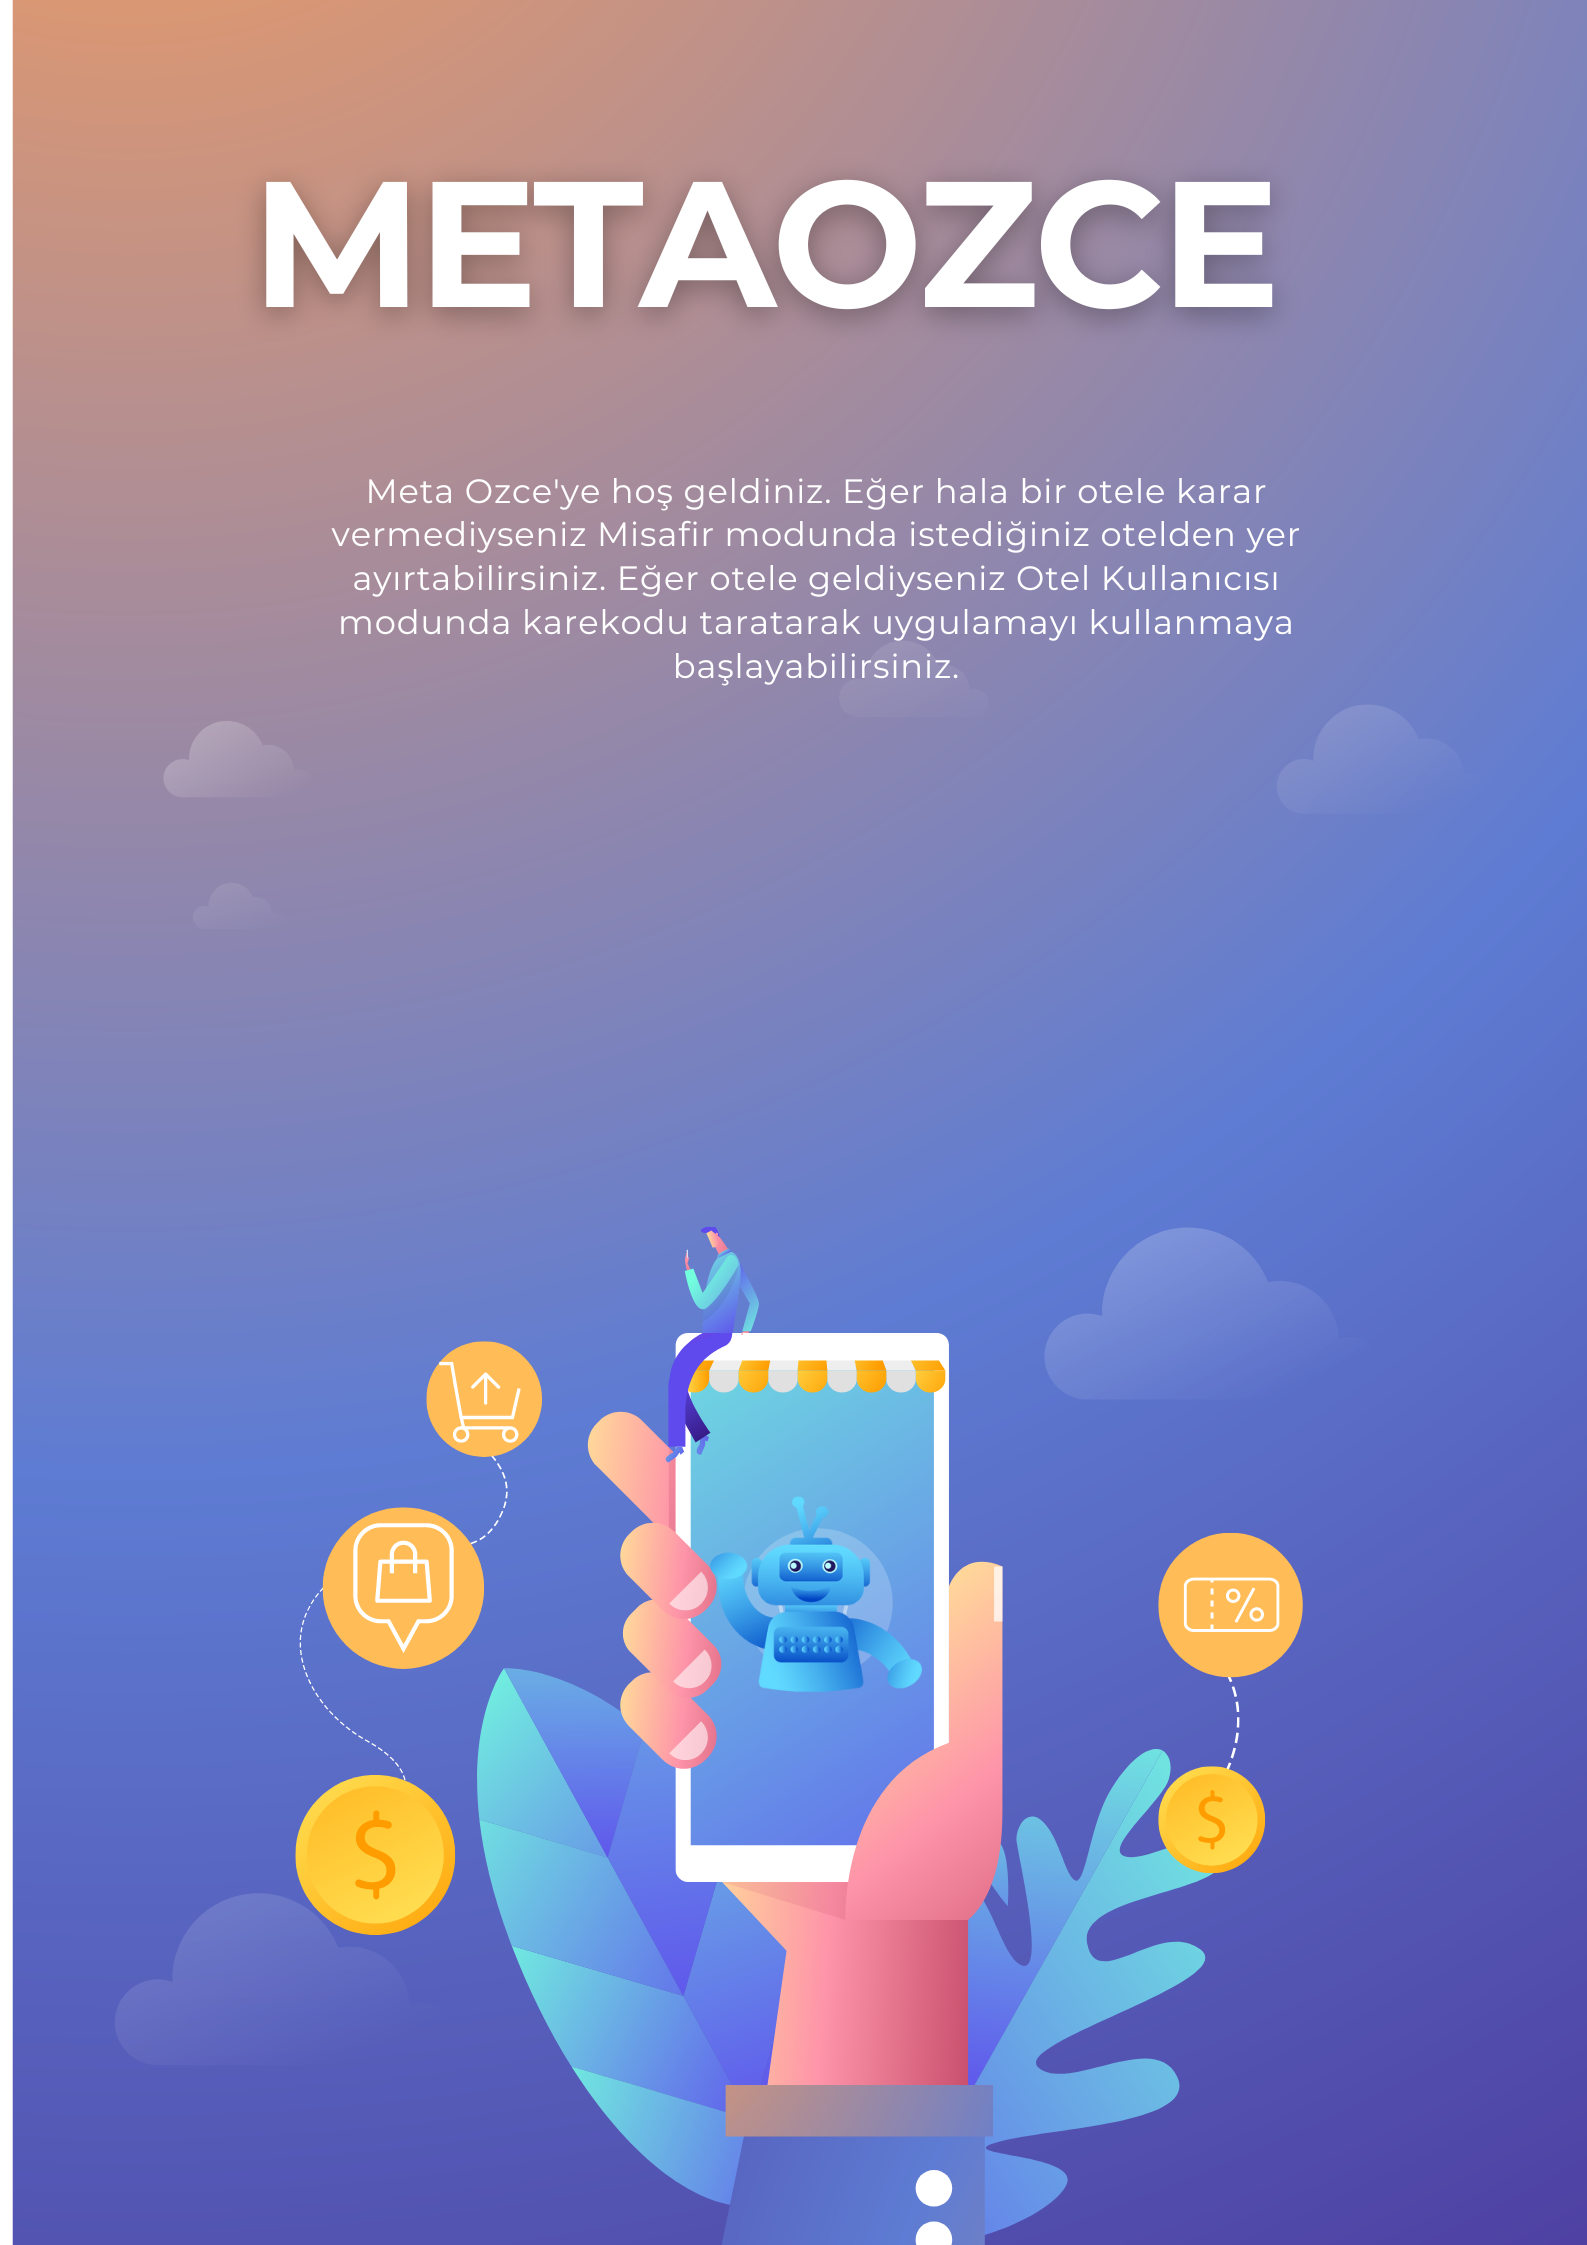 METAOZCE
Meta Ozce'ye hoş geldiniz. Eğer hala bir otele karar
vermediyseniz Misafir modunda istediğiniz otelden yer
ayırtabilirsiniz. Eğer otele geldiyseniz Otel Kullanıcısı
modunda karekodu taratarak uygulamayı kullanmaya
başlayabilirsiniz.
%
$
$